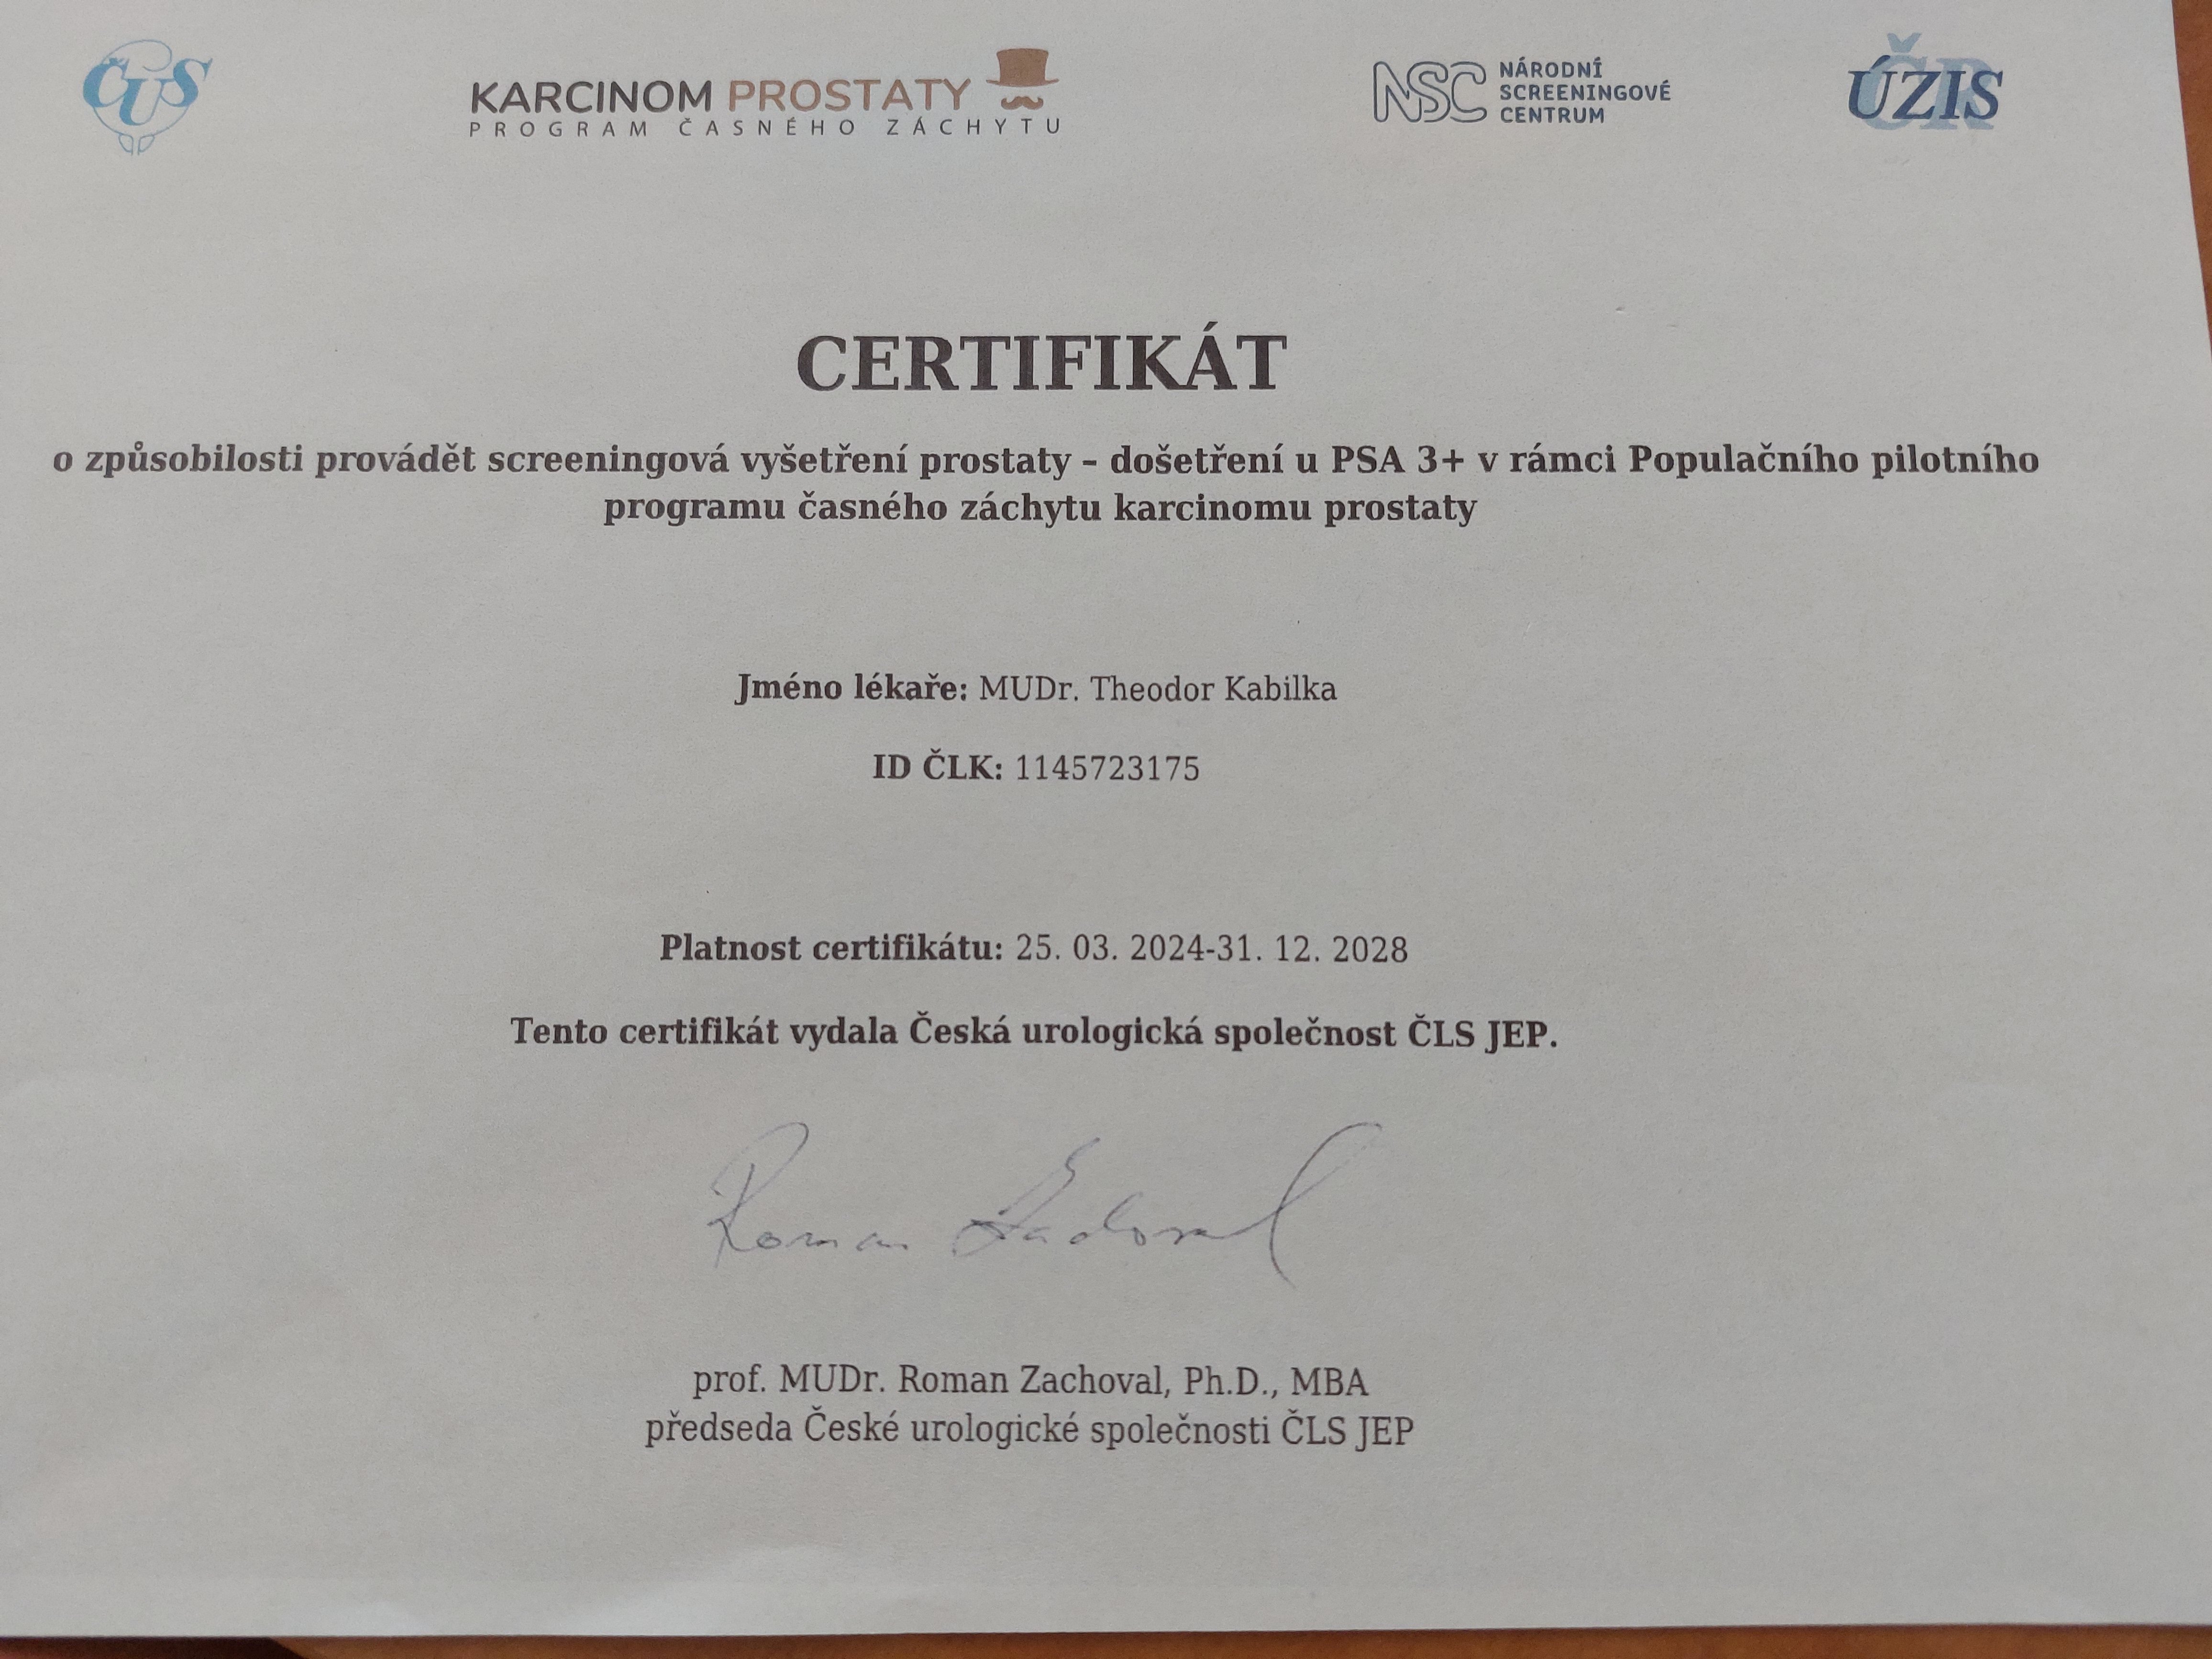 ČUS
KARCINOM PROSTATY
PROGRAM ČASNÉHO ZÁCHYTU
NSC NÁRODNÍ
SCREENINGOVÉ
CENTRUM
ÚZIS
ČR
CERTIFIKÁT
o způsobilosti provádět screeningová vyšetření prostaty – došetření u PSA 3+ v rámci Populačního pilotního
programu časného záchytu karcinomu prostaty
Jméno lékaře: MUDr. Theodor Kabilka
ID ČLK: 1145723175
Platnost certifikátu: 25. 03. 2024-31. 12. 2028
Tento certifikát vydala Česká urologická společnost ČLS JEP.
Roman Zachoval
prof. MUDr. Roman Zachoval, Ph.D., MBA
předseda České urologické společnosti ČLS JEP